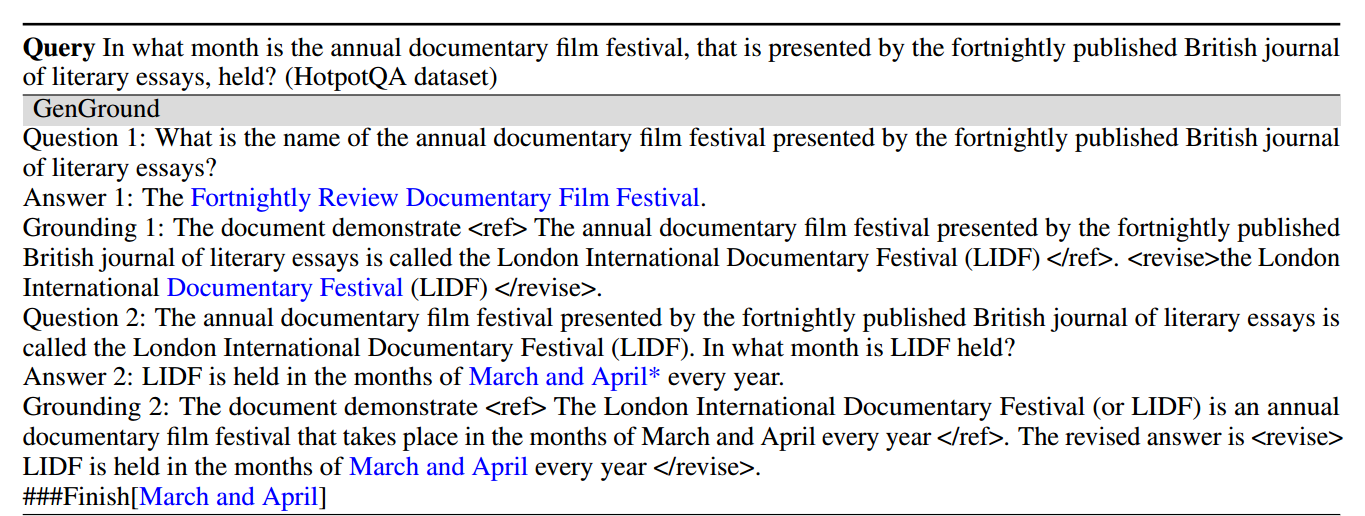 Query In what month is the annual documentary film festival, that is presented by the fortnightly published British journal
of literary essays, held? (HotpotQA dataset)
GenGround
Question 1: What is the name of the annual documentary film festival presented by the fortnightly published British journal
of literary essays?
Answer 1: The Fortnightly Review Documentary Film Festival.
Grounding 1: The document demonstrate <ref> The annual documentary film festival presented by the fortnightly published
British journal of literary essays is called the London International Documentary Festival (LIDF) </ref>. <revise>the London
International Documentary Festival (LIDF) </revise>.
Question 2: The annual documentary film festival presented by the fortnightly published British journal of literary essays is
called the London International Documentary Festival (LIDF). In what month is LIDF held?
Answer 2: LIDF is held in the months of March and April* every year.
Grounding 2: The document demonstrate <ref> The London International Documentary Festival (or LIDF) is an annual
documentary film festival that takes place in the months of March and April every year </ref>. The revised answer is <revise>
LIDF is held in the months of March and April every year </revise>.
###Finish[March and April]